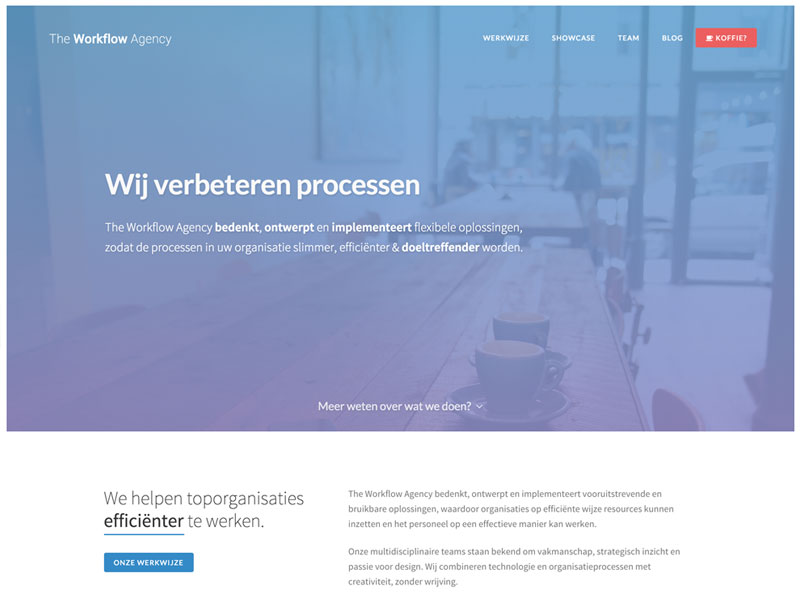 The Workflow Agency
WERKWIJZE SHOWCASE TEAM BLOG KOFFIE?
Wij verbeteren processen
The Workflow Agency bedenkt, ontwerpt en implementeert flexibele oplossingen,
zodat de processen in uw organisatie slimmer, efficiënter & doeltreffender worden.
Meer weten over wat we doen?
We helpen toporganisaties
efficiënter te werken.
ONZE WERKWIJZE
The Workflow Agency bedenkt, ontwerpt en implementeert vooruitstrevende en
bruikbare oplossingen, waardoor organisaties op efficiënte wijze resources kunnen
inzetten en het personeel op een effectieve manier kan werken.
Onze multidisciplinaire teams staan bekend om vakmanschap, strategisch inzicht en
passie voor design. Wij combineren technologie en organisatieprocessen met
creativiteit, zonder wrijving.